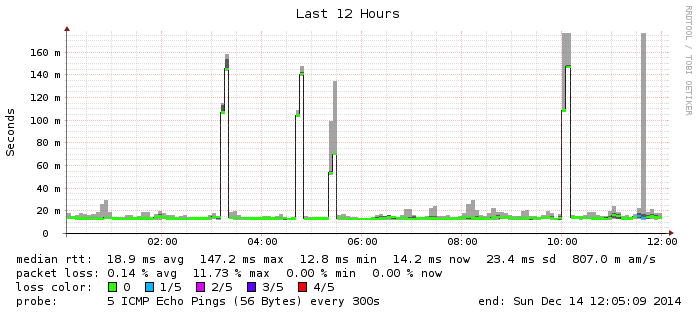 Last 12 Hours
RRDTOOL / TOBI OETIKER
Seconds
160 m
140 m
120 m
100 m
80 m
60 m
40 m
20 m
0
02:00 04:00 06:00 08:00 10:00 12:00
median rtt: 18.9 ms avg 147.2 ms max 12.8 ms min 14.2 ms now 23.4 ms sd 807.0 m am/s
packet loss: 0.14 % avg 11.73 % max 0.00 % min 0.00 % now
loss color: 0 1/5 2/5 3/5 4/5
probe: 5 ICMP Echo Pings (56 Bytes) every 300s end: Sun Dec 14 12:05:09 2014